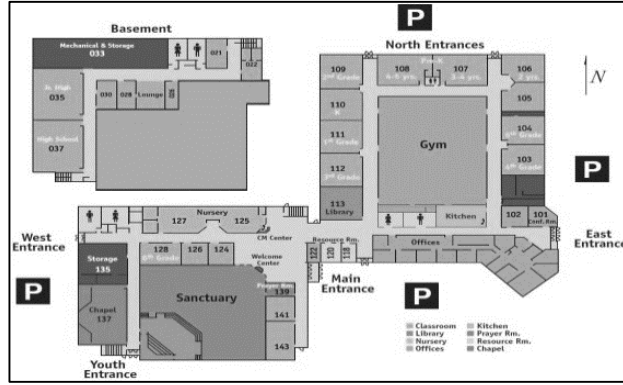 Basement
P
Mechanical & Storage
033
021
022
Jr. High
035
030
028
Lounge
High School
037
North Entrances
N
109
2nd Grade
110
K
111
1st Grade
112
3rd Grade
113
Library
Pre-K
108
4-5 yrs.
107
3-4 yrs.
106
2 yrs.
105
104
5th Grade
103
4th Grade
Gym
P
Kitchen
102
101
Conf. Rm.
East
Entrance
Offices
Nursery
127
125
CM Center
West
Entrance
128
6th Grade
126
124
Storage
135
Welcome
Center
Resource Rm.
122
120
118
Main
Entrance
P
P
Sanctuary
Prayer Rm.
139
141
143
Chapel
137
Youth
Entrance
Classroom
Library
Nursery
Offices
Kitchen
Prayer Rm.
Resource Rm.
Chapel